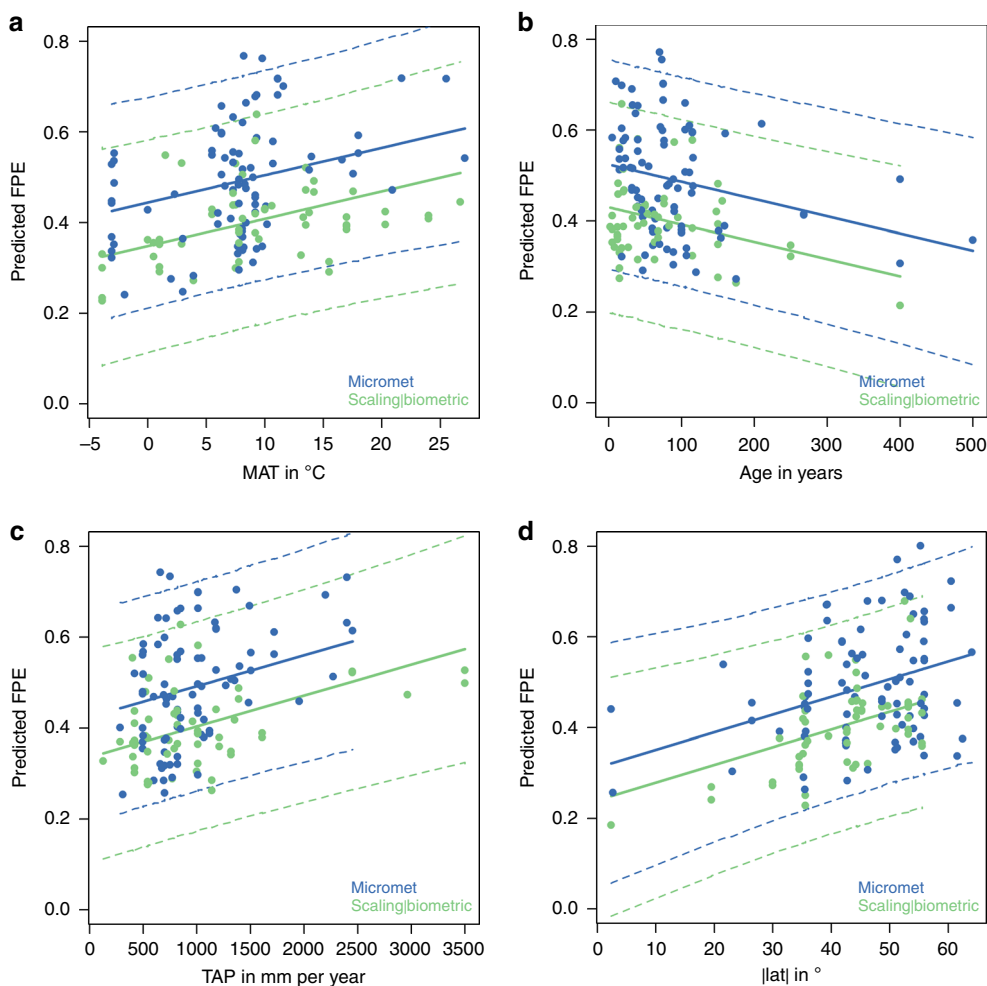 a
0.8
0.6
0.4
0.2
0.0
Predicted FPE
Micromet
Scaling|biometric
–5 0 5 10 15 20 25
MAT in °C
b
0.8
0.6
0.4
0.2
0.0
Predicted FPE
Micromet
Scaling|biometric
0 100 200 300 400 500
Age in years
c
0.8
0.6
0.4
0.2
0.0
Predicted FPE
Micromet
Scaling|biometric
0 500 1000 1500 2000 2500 3000 3500
TAP in mm per year
d
0.8
0.6
0.4
0.2
0.0
Predicted FPE
Micromet
Scaling|biometric
0 10 20 30 40 50 60
|lat| in °